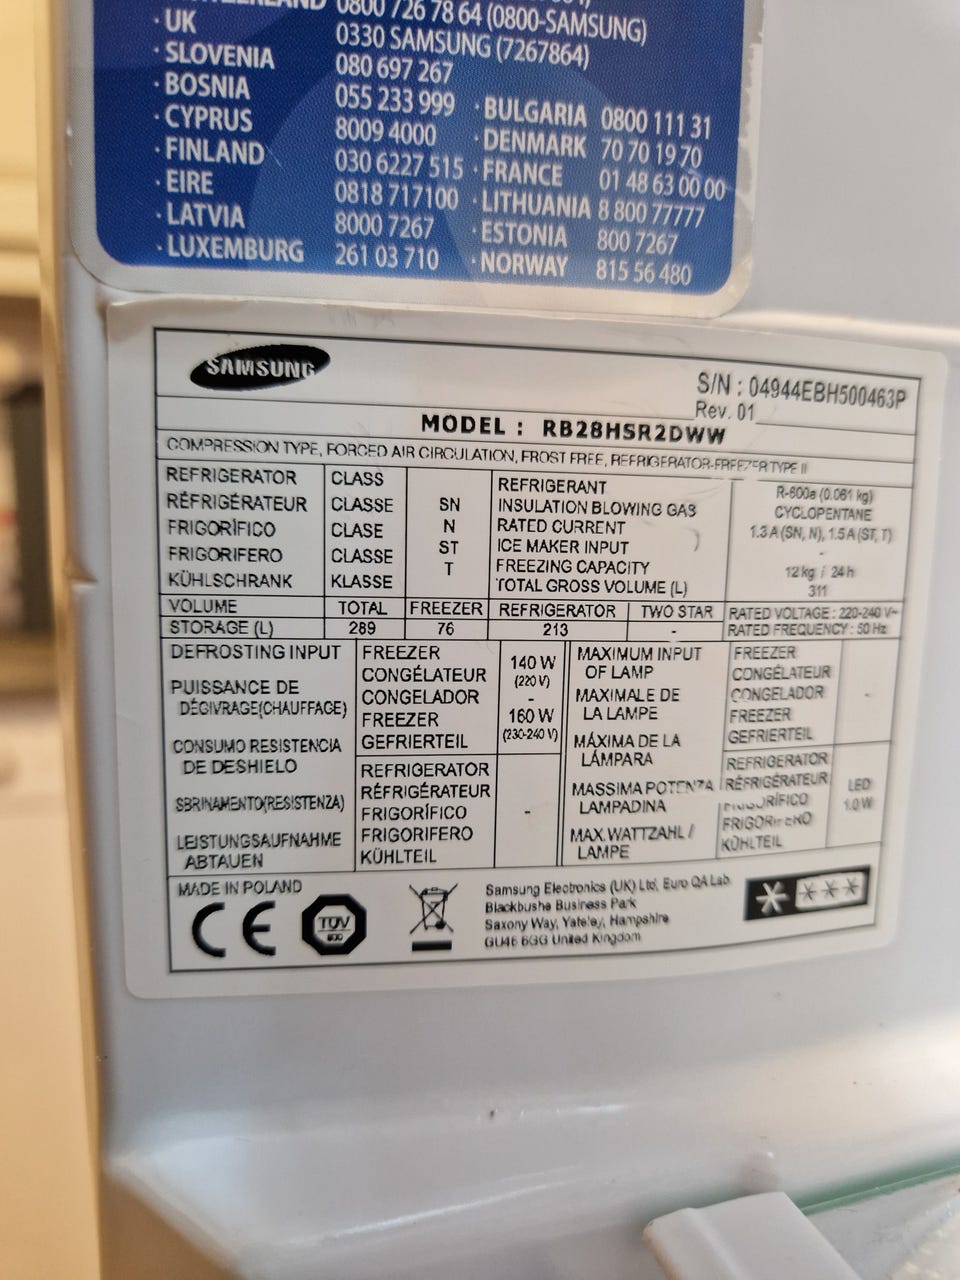 0800 726 78 64 (0800-SAMSUNG)
· UK 0330 SAMSUNG (7267864)
· SLOVENIA 080 697 267
· BOSNIA 055 233 999 · BULGARIA 0800 111 31
· CYPRUS 8009 4000 · DENMARK 70 70 19 70
· FINLAND 030 6227 515 · FRANCE 01 48 63 00 00
· EIRE 0818 717100 · LITHUANIA 8 800 77777
· LATVIA 8000 7267 · ESTONIA 800 7267
· LUXEMBURG 261 03 710 · NORWAY 815 56 480
SAMSUNG
S/N : 04944EBH500463P
Rev. 01
MODEL : RB28HSR2DWW
COMPRESSION TYPE, FORCED AIR CIRCULATION, FROST FREE, REFRIGERATOR-FREEZER TYPE II
REFRIGERATOR CLASS REFRIGERANT R-600a (0.061 kg)
RÉFRIGÉRATEUR CLASSE SN INSULATION BLOWING GAS CYCLOPENTANE
FRIGORÍFICO CLASE N RATED CURRENT 1.3 A (SN, N), 1.5 A (ST, T)
FRIGORIFERO CLASSE ST ICE MAKER INPUT -
KÜHLSCHRANK KLASSE T FREEZING CAPACITY 12 kg / 24 h
TOTAL GROSS VOLUME (L) 311
VOLUME TOTAL FREEZER REFRIGERATOR TWO STAR RATED VOLTAGE : 220-240 V~
STORAGE (L) 289 76 213 - RATED FREQUENCY : 50 Hz
DEFROSTING INPUT
PUISSANCE DE
DÉGIVRAGE(CHAUFFAGE)
CONSUMO RESISTENCIA
DE DESHIELO
SBRINAMENTO(RESISTENZA)
LEISTUNGSAUFNAHME
ABTAUEN
FREEZER
CONGÉLATEUR
CONGELADOR
FREEZER
GEFRIERTEIL
140 W
(220 V)
-
160 W
(230-240 V)
REFRIGERATOR
RÉFRIGÉRATEUR
FRIGORÍFICO
FRIGORIFERO
KÜHLTEIL
-
MAXIMUM INPUT
OF LAMP
MAXIMALE DE
LA LAMPE
MÁXIMA DE LA
LÁMPARA
MASSIMA POTENZA
LAMPADINA
MAX. WATTZAHL /
LAMPE
FREEZER
CONGÉLATEUR
CONGELADOR
FREEZER
GEFRIERTEIL
-
REFRIGERATOR
RÉFRIGÉRATEUR
FRIGORÍFICO
FRIGORIFERO
KÜHLTEIL
LED
1.0 W
MADE IN POLAND
CE
TÜV
Samsung Electronics (UK) Ltd, Euro QA Lab.
Blackbushe Business Park
Saxony Way, Yateley, Hampshire
GU46 6GG United Kingdom